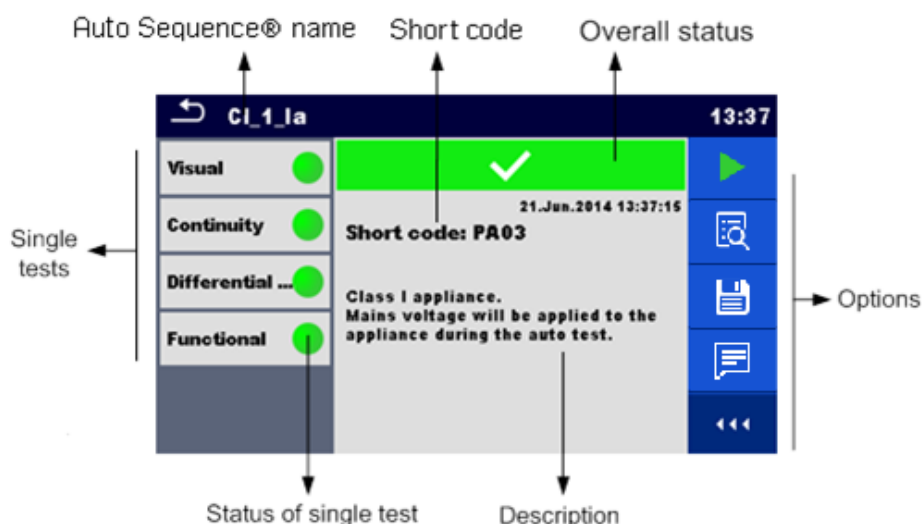 Auto Sequence® name
Short code
Overall status
Cl_1_Ia
13:37
Visual
Continuity
Differential ...
Functional
21.Jun.2014 13:37:15
Short code: PA03
Class I appliance.
Mains voltage will be applied to the
appliance during the auto test.
Single
tests
Options
Status of single test
Description